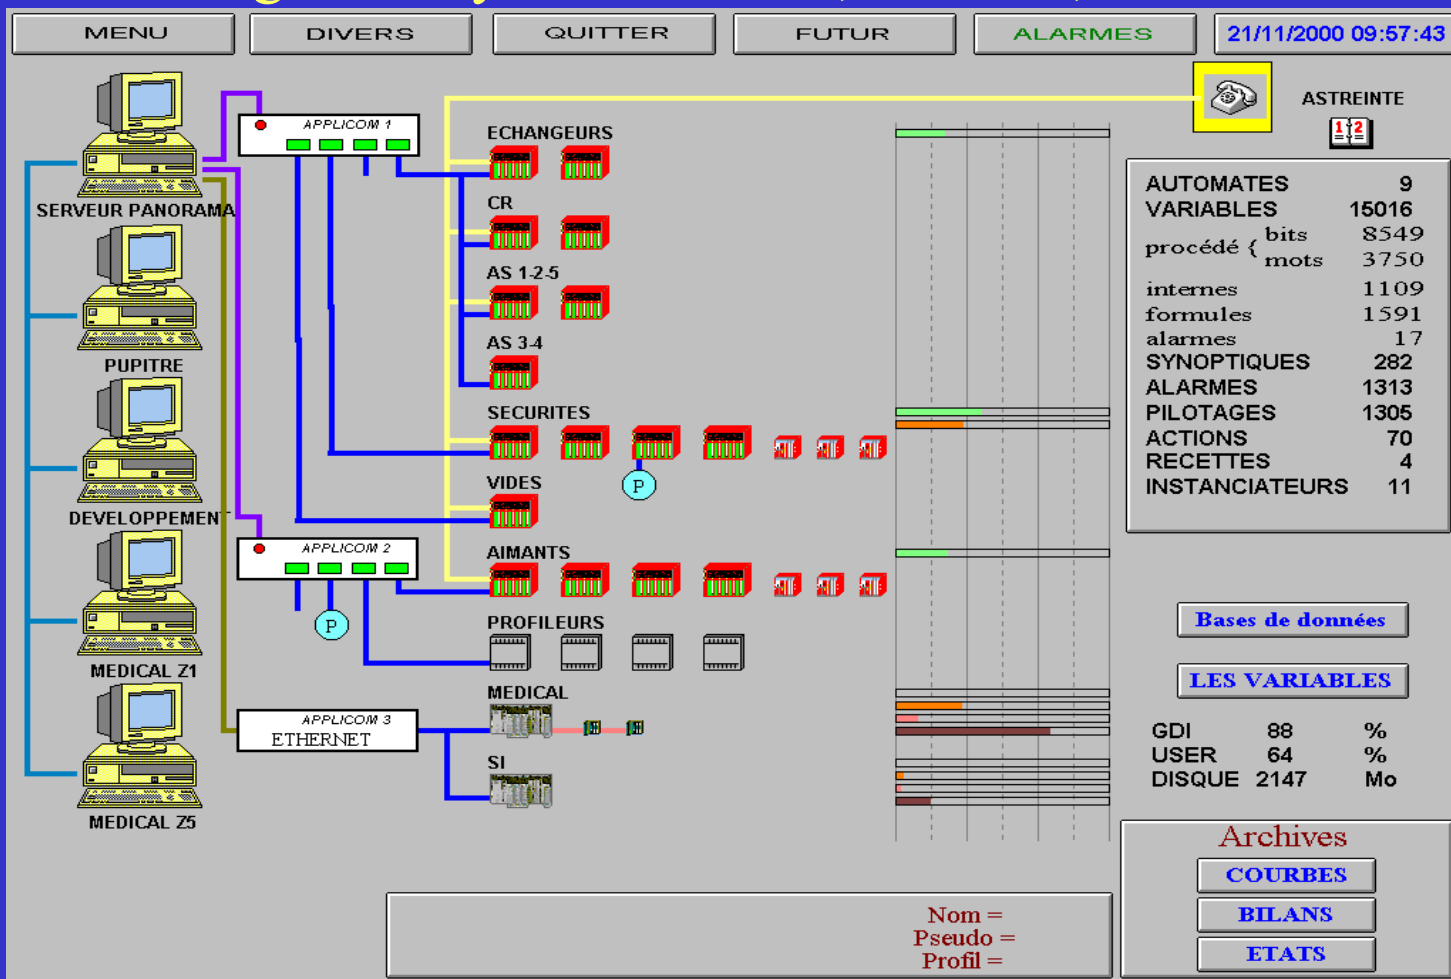 MENU DIVERS QUITTER FUTUR ALARMES 21/11/2000 09:57:43
ASTREINTE
1 2
APPLICOM 1
SERVEUR PANORAMA
PUPITRE
DEVELOPPEMENT
MEDICAL Z1
MEDICAL Z5
APPLICOM 2
P
APPLICOM 3
ETHERNET
ECHANGEURS
CR
AS 1-2-5
AS 3-4
SECURITES
P
VIDES
AIMANTS
PROFILEURS
MEDICAL
SI
AUTOMATES 9
VARIABLES 15016
procédé { bits 8549
mots 3750
internes 1109
formules 1591
alarmes 17
SYNOPTIQUES 282
ALARMES 1313
PILOTAGES 1305
ACTIONS 70
RECETTES 4
INSTANCIATEURS 11
Bases de données
LES VARIABLES
GDI 88 %
USER 64 %
DISQUE 2147 Mo
Archives
COURBES
BILANS
ETATS
Nom =
Pseudo =
Profil =